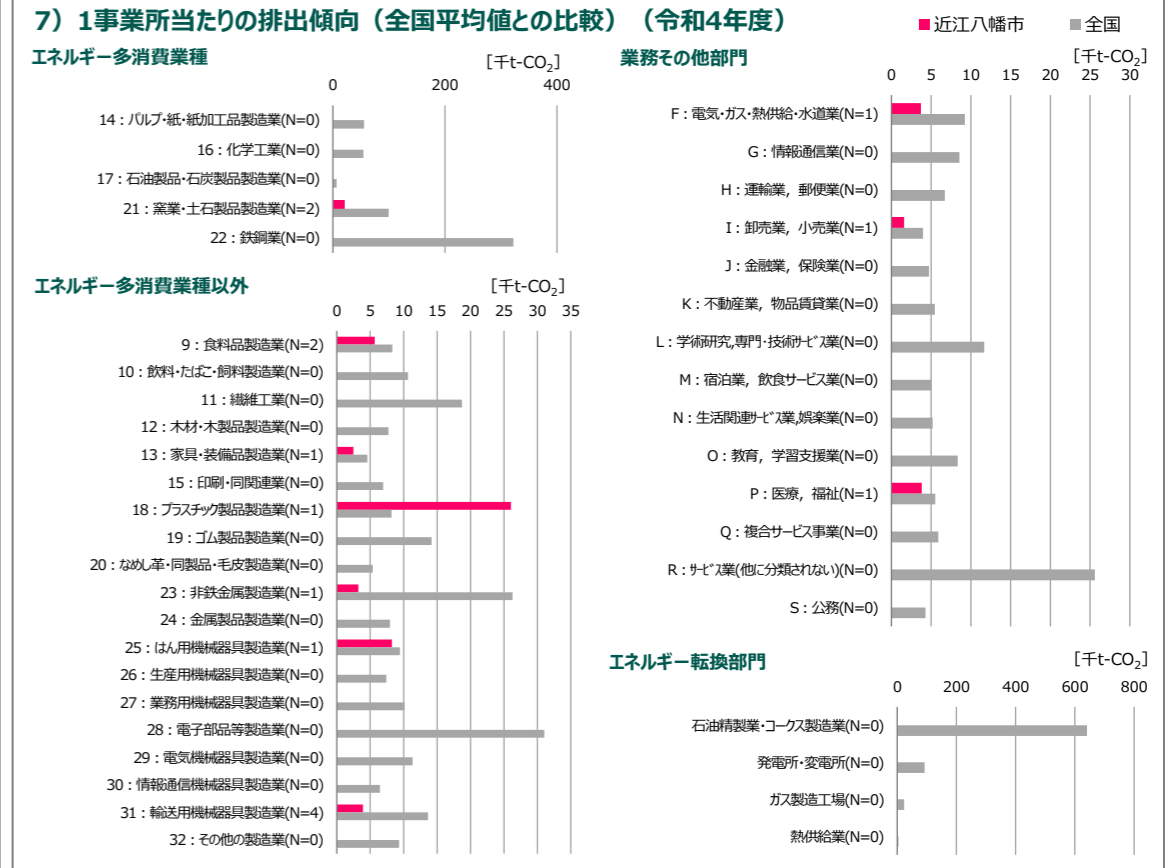 7）1事業所当たりの排出傾向（全国平均値との比較）（令和4年度）
■近江八幡市 ■全国
エネルギー多消費業種
[千t-CO2]
0 200 400
14：パルプ・紙・紙加工品製造業(N=0)
16：化学工業(N=0)
17：石油製品・石炭製品製造業(N=0)
21：窯業・土石製品製造業(N=2)
22：鉄鋼業(N=0)
エネルギー多消費業種以外
[千t-CO2]
0 5 10 15 20 25 30 35
9：食料品製造業(N=2)
10：飲料・たばこ・飼料製造業(N=0)
11：繊維工業(N=0)
12：木材・木製品製造業(N=0)
13：家具・装備品製造業(N=1)
15：印刷・同関連業(N=0)
18：プラスチック製品製造業(N=1)
19：ゴム製品製造業(N=0)
20：なめし革・同製品・毛皮製造業(N=0)
23：非鉄金属製造業(N=1)
24：金属製品製造業(N=0)
25：はん用機械器具製造業(N=1)
26：生産用機械器具製造業(N=0)
27：業務用機械器具製造業(N=0)
28：電子部品等製造業(N=0)
29：電気機械器具製造業(N=0)
30：情報通信機械器具製造業(N=0)
31：輸送用機械器具製造業(N=4)
32：その他の製造業(N=0)
業務その他部門
[千t-CO2]
0 5 10 15 20 25 30
F：電気・ガス・熱供給・水道業(N=1)
G：情報通信業(N=0)
H：運輸業，郵便業(N=0)
I：卸売業，小売業(N=1)
J：金融業，保険業(N=0)
K：不動産業，物品賃貸業(N=0)
L：学術研究,専門・技術サービス業(N=0)
M：宿泊業，飲食サービス業(N=0)
N：生活関連サービス業,娯楽業(N=0)
O：教育，学習支援業(N=0)
P：医療，福祉(N=1)
Q：複合サービス事業(N=0)
R：サービス業(他に分類されない)(N=0)
S：公務(N=0)
エネルギー転換部門
[千t-CO2]
0 200 400 600 800
石油精製業・コークス製造業(N=0)
発電所・変電所(N=0)
ガス製造工場(N=0)
熱供給業(N=0)